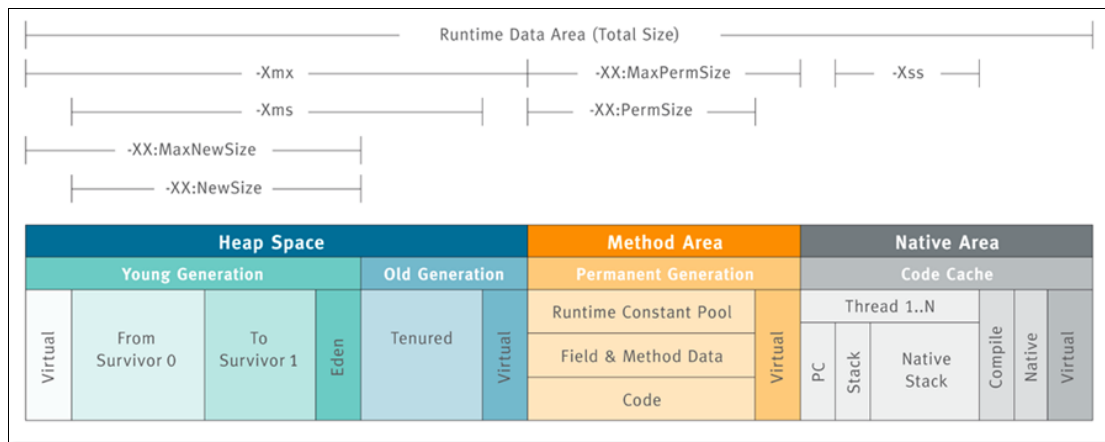 Runtime Data Area (Total Size)
-Xmx
-XX:MaxPermSize
-Xss
-Xms
-XX:PermSize
-XX:MaxNewSize
-XX:NewSize
Heap Space
Method Area
Native Area
Young Generation
Old Generation
Permanent Generation
Code Cache
Virtual
From
Survivor 0
To
Survivor 1
Eden
Tenured
Virtual
Runtime Constant Pool
Field & Method Data
Code
Virtual
Thread 1..N
PC
Stack
Native
Stack
Compile
Native
Virtual